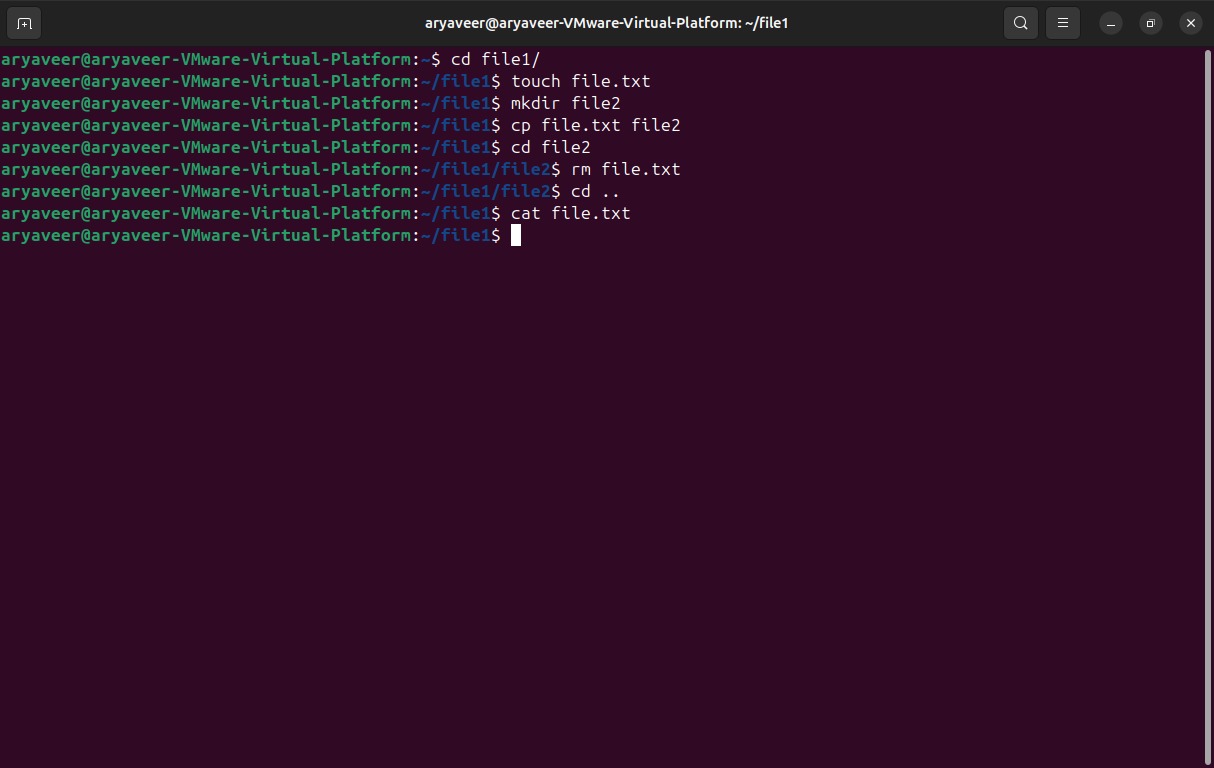 aryaveer@aryaveer-VMware-Virtual-Platform: ~/file1
aryaveer@aryaveer-VMware-Virtual-Platform:~$ cd file1/
aryaveer@aryaveer-VMware-Virtual-Platform:~/file1$ touch file.txt
aryaveer@aryaveer-VMware-Virtual-Platform:~/file1$ mkdir file2
aryaveer@aryaveer-VMware-Virtual-Platform:~/file1$ cp file.txt file2
aryaveer@aryaveer-VMware-Virtual-Platform:~/file1$ cd file2
aryaveer@aryaveer-VMware-Virtual-Platform:~/file1/file2$ rm file.txt
aryaveer@aryaveer-VMware-Virtual-Platform:~/file1/file2$ cd ..
aryaveer@aryaveer-VMware-Virtual-Platform:~/file1$ cat file.txt
aryaveer@aryaveer-VMware-Virtual-Platform:~/file1$